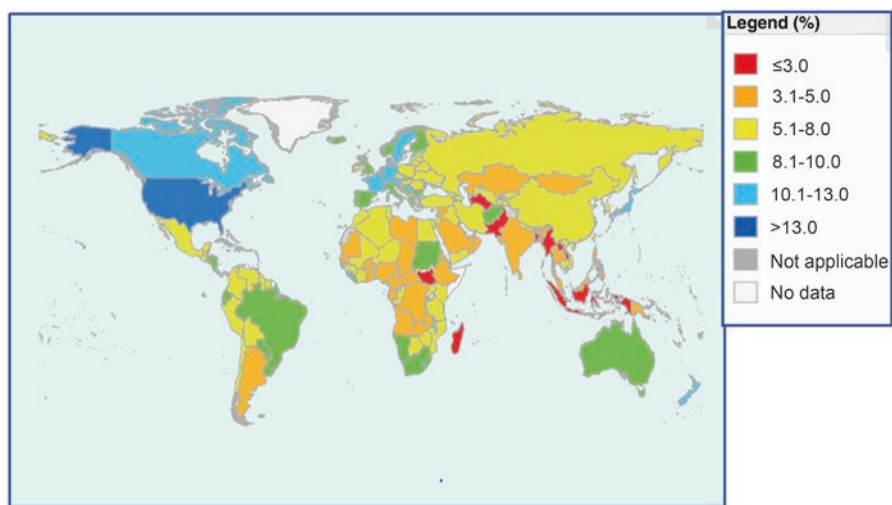 Legend (%)
≤3.0
3.1-5.0
5.1-8.0
8.1-10.0
10.1-13.0
>13.0
Not applicable
No data